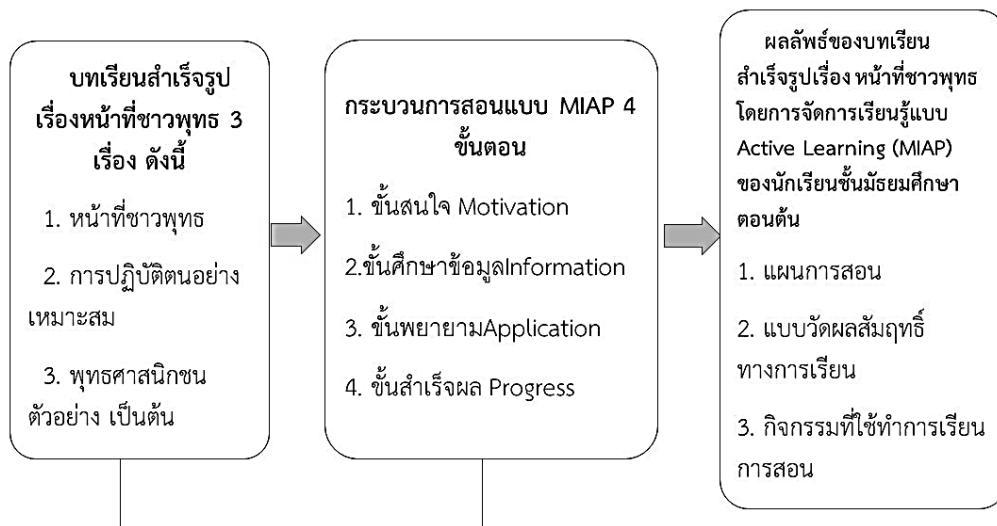 บทเรียนสำเร็จรูป
เรื่องหน้าที่ชาวพุทธ 3
เรื่อง ดังนี้
1. หน้าที่ชาวพุทธ
2. การปฏิบัติตนอย่าง
เหมาะสม
3. พุทธศาสนิกชน
ตัวอย่าง เป็นต้น
กระบวนการสอนแบบ MIAP 4
ขั้นตอน
1. ขั้นสนใจ Motivation
2.ขั้นศึกษาข้อมูลInformation
3. ขั้นพยายามApplication
4. ขั้นสำเร็จผล Progress
ผลลัพธ์ของบทเรียน
สำเร็จรูปเรื่อง หน้าที่ชาวพุทธ
โดยการจัดการเรียนรู้แบบ
Active Learning (MIAP)
ของนักเรียนชั้นมัธยมศึกษา
ตอนต้น
1. แผนการสอน
2. แบบวัดผลสัมฤทธิ์
ทางการเรียน
3. กิจกรรมที่ใช้ทำการเรียน
การสอน